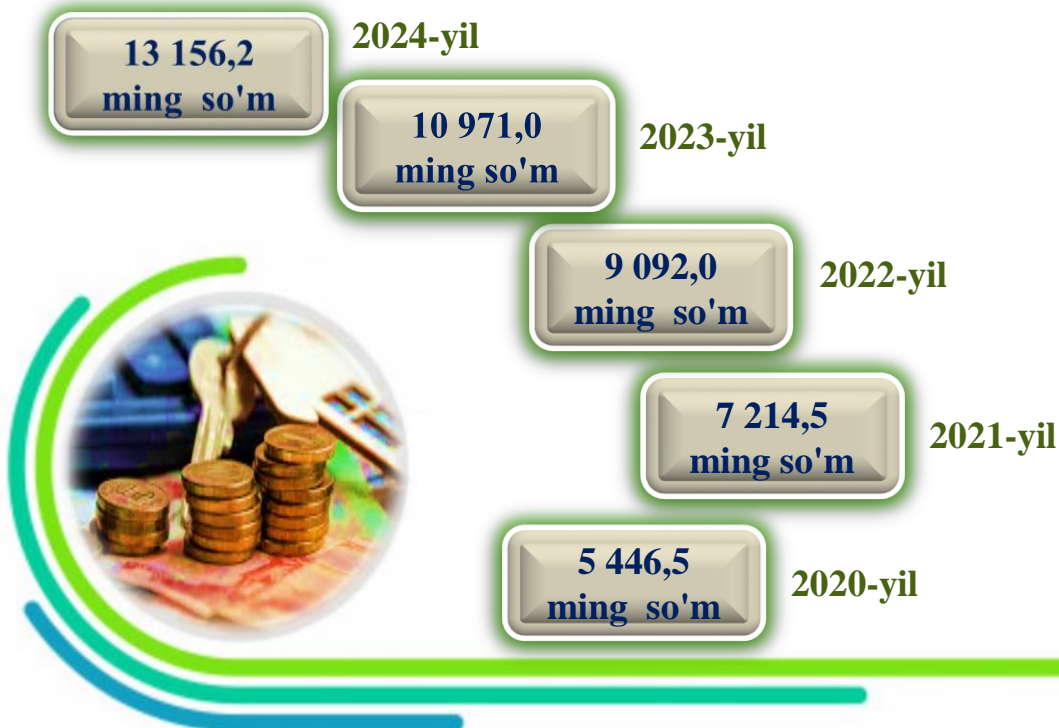 13 156,2
ming so'm
2024-yil
10 971,0
ming so'm
2023-yil
9 092,0
ming so'm
2022-yil
7 214,5
ming so'm
2021-yil
5 446,5
ming so'm
2020-yil